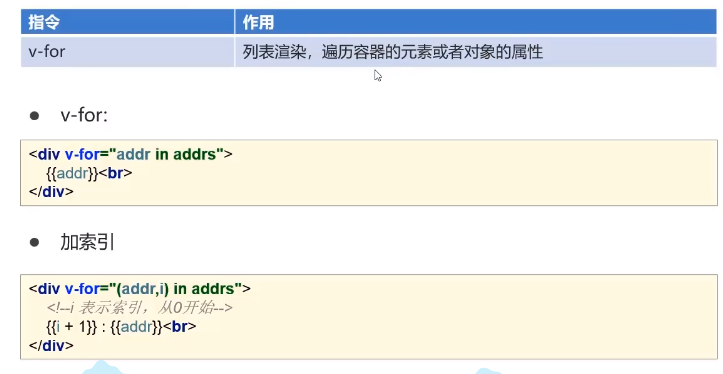 指令 作用
v-for 列表渲染，遍历容器的元素或者对象的属性
● v-for:
<div v-for="addr in addrs">
{{addr}}<br>
</div>
● 加索引
<div v-for="(addr,i) in addrs">
<!--i 表示索引，从0开始-->
{{i + 1}} : {{addr}}<br>
</div>